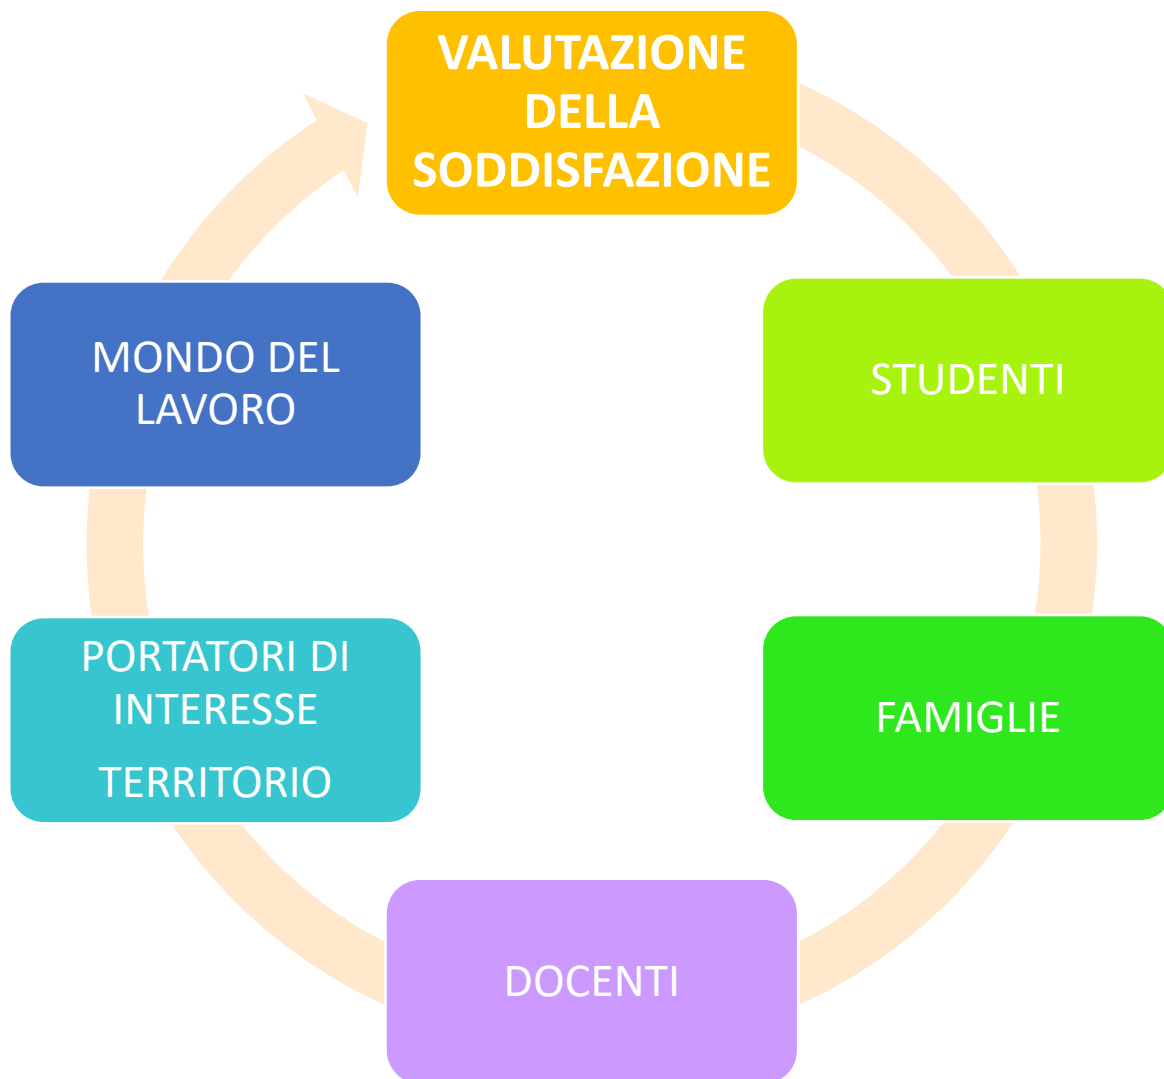 VALUTAZIONE
DELLA
SODDISFAZIONE
STUDENTI
FAMIGLIE
DOCENTI
PORTATORI DI
INTERESSE
TERRITORIO
MONDO DEL
LAVORO